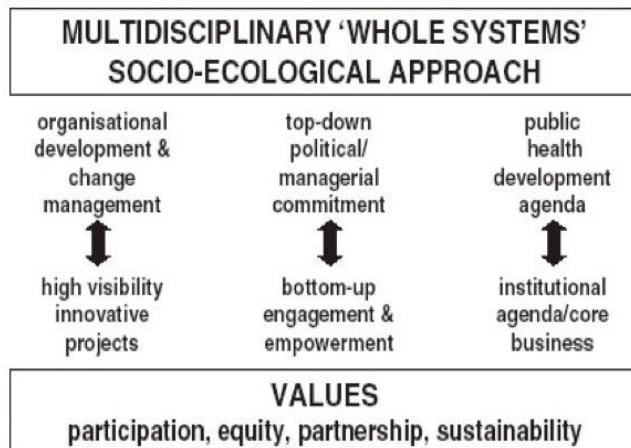 MULTIDISCIPLINARY ‘WHOLE SYSTEMS’
SOCIO-ECOLOGICAL APPROACH
organisational
development &
change
management
top-down
political/
managerial
commitment
public
health
development
agenda
high visibility
innovative
projects
bottom-up
engagement &
empowerment
institutional
agenda/core
business
VALUES
participation, equity, partnership, sustainability